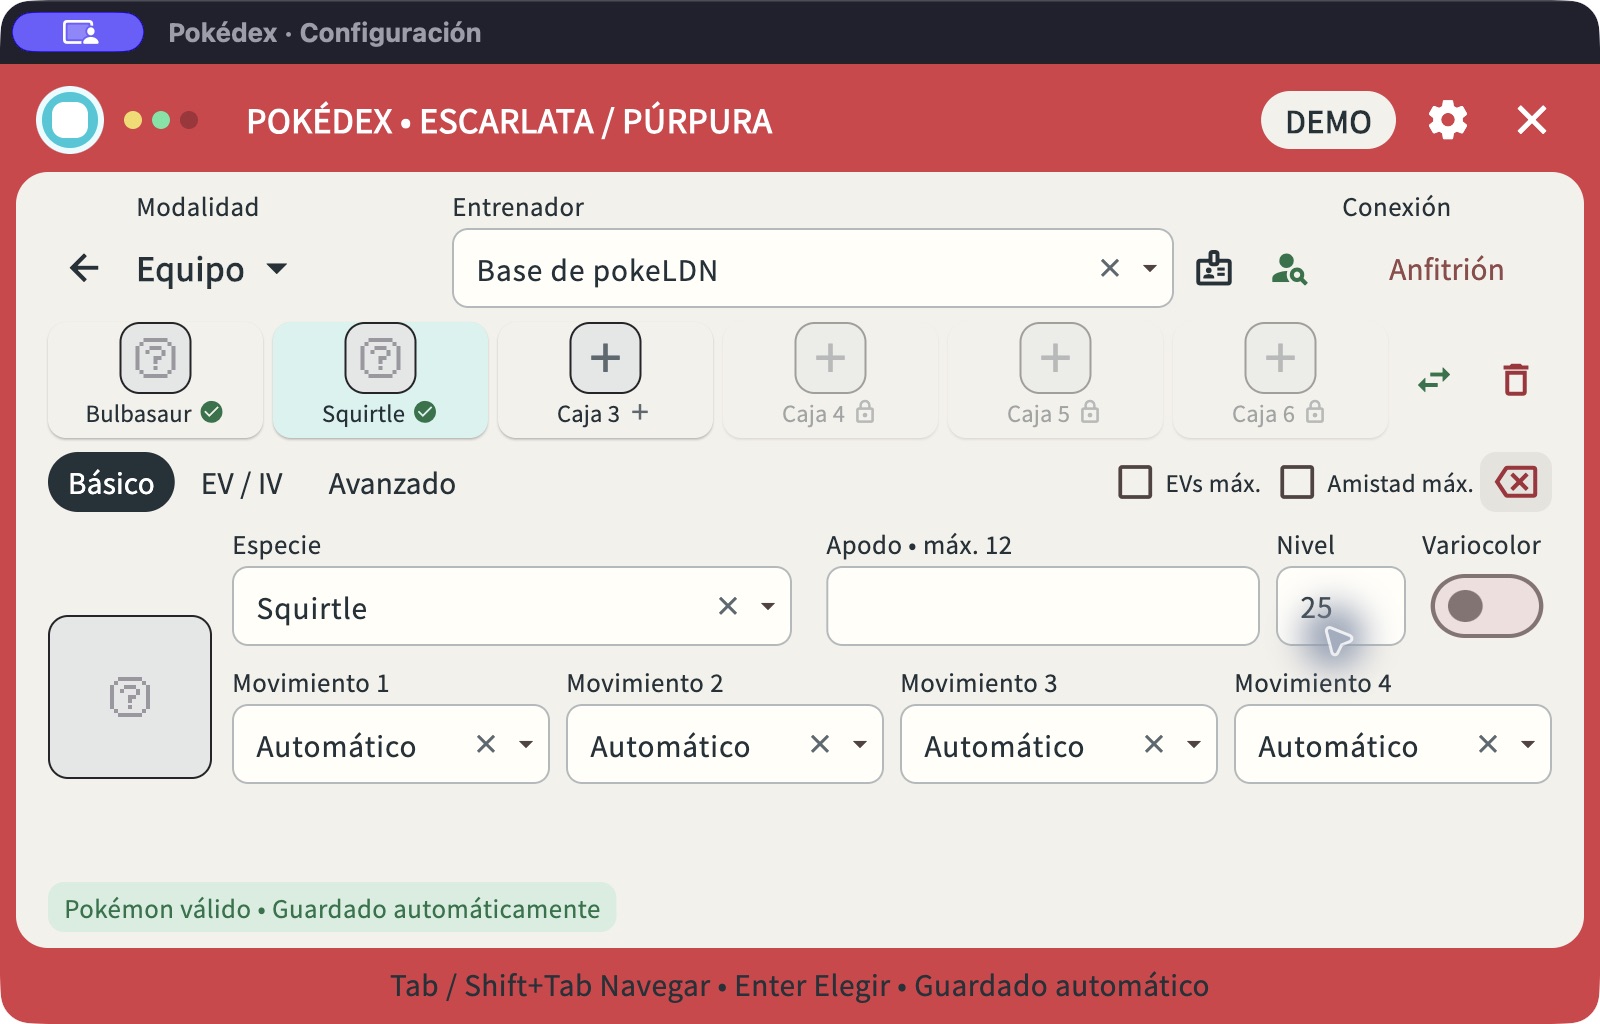 Pokédex · Configuración
POKÉDEX • ESCARLATA / PÚRPURA
DEMO
Modalidad
Entrenador
Conexión
Equipo
Base de pokeLDN
Anfitrión
Bulbasaur
Squirtle
Caja 3
Caja 4
Caja 5
Caja 6
Básico
EV / IV
Avanzado
EVs máx.
Amistad máx.
Especie
Apodo • máx. 12
Nivel
Variocolor
Squirtle
25
Movimiento 1
Movimiento 2
Movimiento 3
Movimiento 4
Automático
Automático
Automático
Automático
Pokémon válido • Guardado automáticamente
Tab / Shift+Tab Navegar • Enter Elegir • Guardado automático